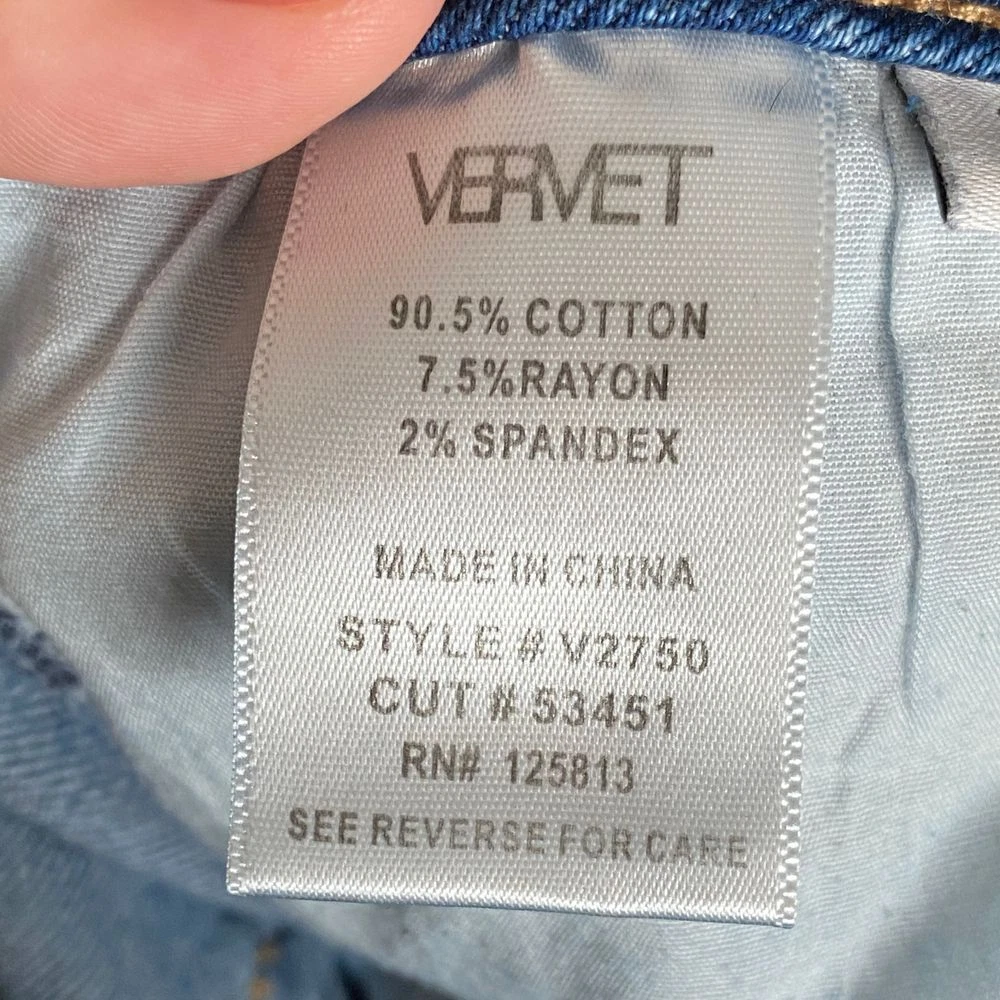 VERVET
90.5% COTTON
7.5%RAYON
2% SPANDEX
MADE IN CHINA
STYLE # V2750
CUT # 53451
RN# 125813
SEE REVERSE FOR CARE